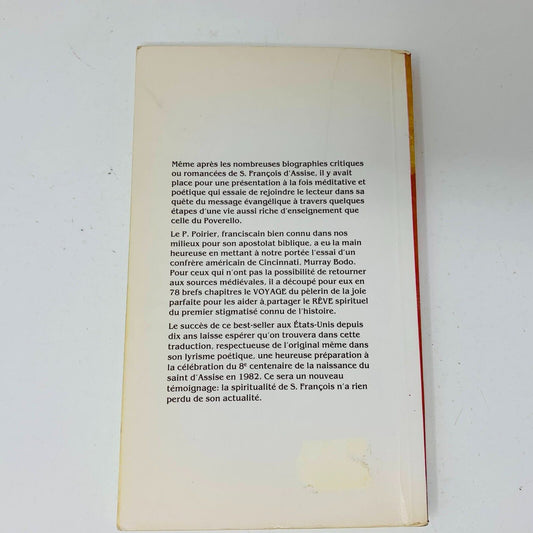 Même après les nombreuses biographies critiques
ou romancées de S. François d'Assise, il y avait
place pour une présentation à la fois méditative et
poétique qui essaie de rejoindre le lecteur dans sa
quête du message évangélique à travers quelques
étapes d'une vie aussi riche d'enseignement que
celle du Poverello.
Le P. Poirier, franciscain bien connu dans nos
milieux pour son apostolat biblique, a eu la main
heureuse en mettant à notre portée l'essai d'un
confrère américain de Cincinnati, Murray Bodo.
Pour ceux qui n'ont pas la possibilité de retourner
aux sources médiévales, il a découpé pour eux en
78 brefs chapitres le VOYAGE du pèlerin de la joie
parfaite pour les aider à partager le RÊVE spirituel
du premier stigmatisé connu de l'histoire.
Le succès de ce best-seller aux États-Unis depuis
dix ans laisse espérer qu'on trouvera dans cette
traduction, respectueuse de l'original même dans
son lyrisme poétique, une heureuse préparation à
la célébration du 8e centenaire de la naissance du
saint d'Assise en 1982. Ce sera un nouveau
témoignage: la spiritualité de S. François n'a rien
perdu de son actualité.